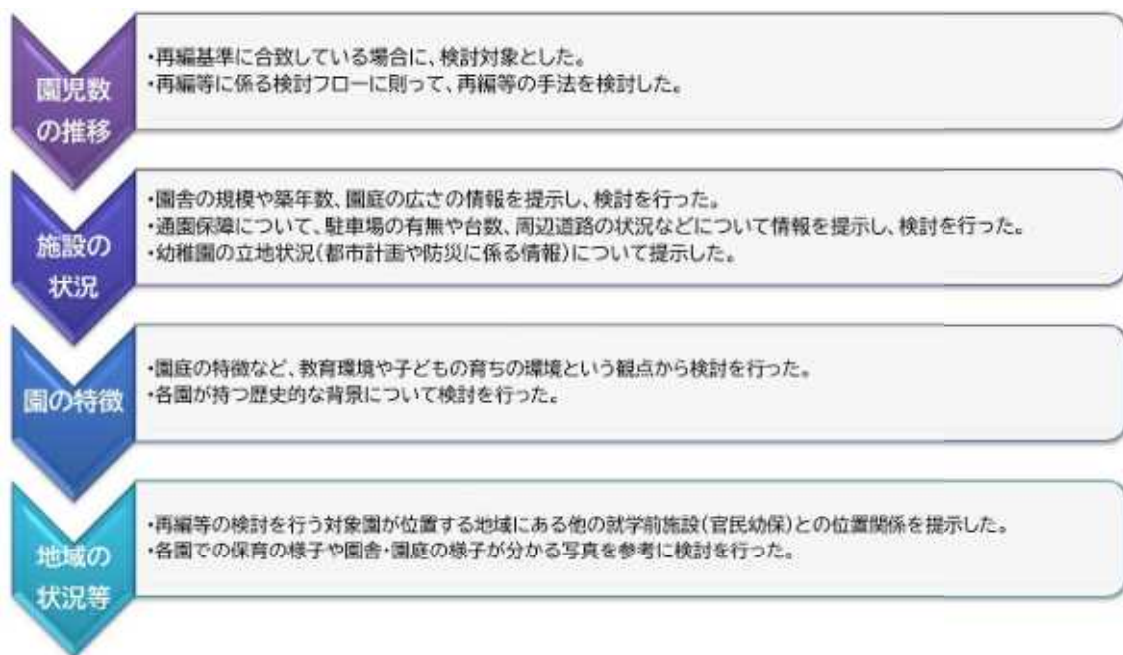 園児数
の推移
・再編基準に合致している場合に、検討対象とした。
・再編等に係る検討フローに則って、再編等の手法を検討した。
施設の
状況
・園舎の規模や築年数、園庭の広さの情報を提示し、検討を行った。
・通園保障について、駐車場の有無や台数、周辺道路の状況などについて情報を提示し、検討を行った。
・幼稚園の立地状況(都市計画や防災に係る情報)について提示した。
園の特徴
・園庭の特徴など、教育環境や子どもの育ちの環境という観点から検討を行った。
・各園が持つ歴史的な背景について検討を行った。
地域の
状況等
・再編等の検討を行う対象園が位置する地域にある他の就学前施設(官民幼保)との位置関係を提示した。
・各園での保育の様子や園舎・園庭の様子が分かる写真を参考に検討を行った。